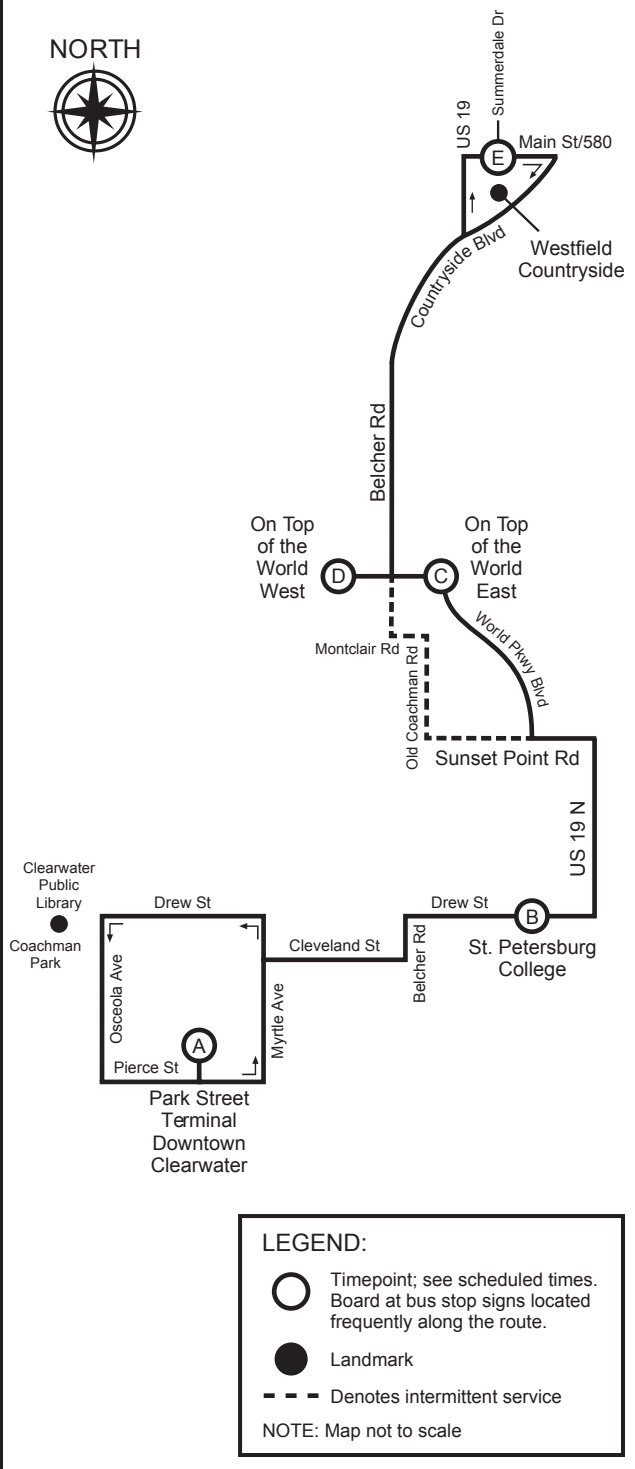 NORTH
US 19
Summerdale Dr
E
Main St/580
Westfield
Countryside
Countryside Blvd
Belcher Rd
On Top
of the
World
West
D
C
On Top
of the
World
East
World Pkwy Blvd
Montclair Rd
Old Coachman Rd
Sunset Point Rd
US 19 N
Clearwater
Public
Library
Coachman
Park
Drew St
Osceola Ave
Cleveland St
Myrtle Ave
Belcher Rd
Drew St
B
St. Petersburg
College
A
Pierce St
Park Street
Terminal
Downtown
Clearwater
LEGEND:
Timepoint; see scheduled times.
Board at bus stop signs located
frequently along the route.
Landmark
Denotes intermittent service
NOTE: Map not to scale